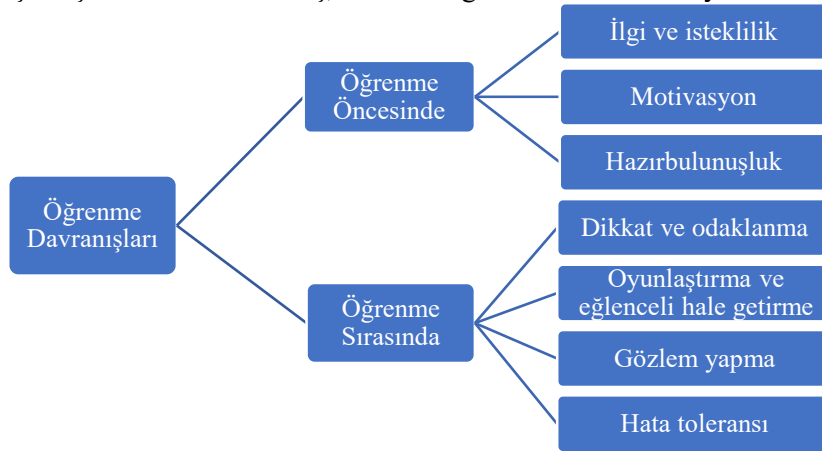 İlgi ve isteklilik
Öğrenme
Öncesinde
Motivasyon
Hazırbulunuşluk
Öğrenme
Davranışları
Dikkat ve odaklanma
Oyunlaştırma ve
eğlenceli hale getirme
Öğrenme
Sırasında
Gözlem yapma
Hata toleransı